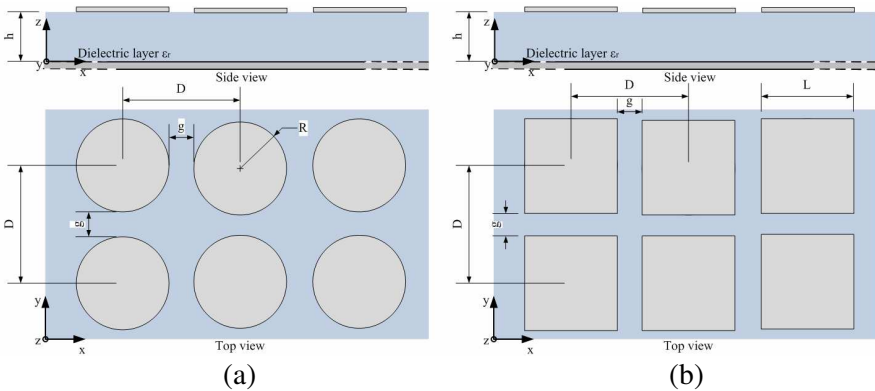 z
h
Dielectric layer εr
y
x
Side view
D
g
R
D
g
y
z
x
Top view
(a)
z
h
Dielectric layer εr
y
x
Side view
D
g
L
D
g
y
z
x
Top view
(b)